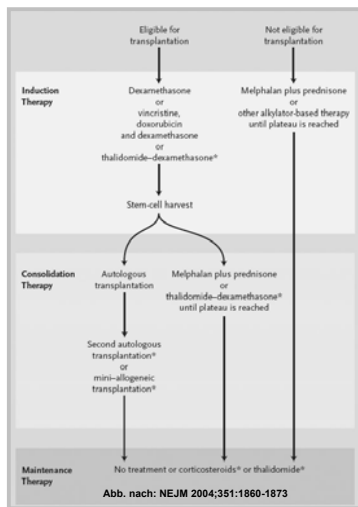 Eligible for
transplantation
Not eligible for
transplantation
Induction
Therapy
Dexamethasone
or
vincristine,
doxorubicin
and dexamethasone
or
thalidomide–dexamethasone*
Melphalan plus prednisone
or
other alkylator-based therapy
until plateau is reached
Stem-cell harvest
Consolidation
Therapy
Autologous
transplantation
Melphalan plus prednisone
or
thalidomide–dexamethasone*
until plateau is reached
Second autologous
transplantation*
or
mini–allogeneic
transplantation*
Maintenance
Therapy
No treatment or corticosteroids* or thalidomide*
Abb. nach: NEJM 2004;351:1860-1873